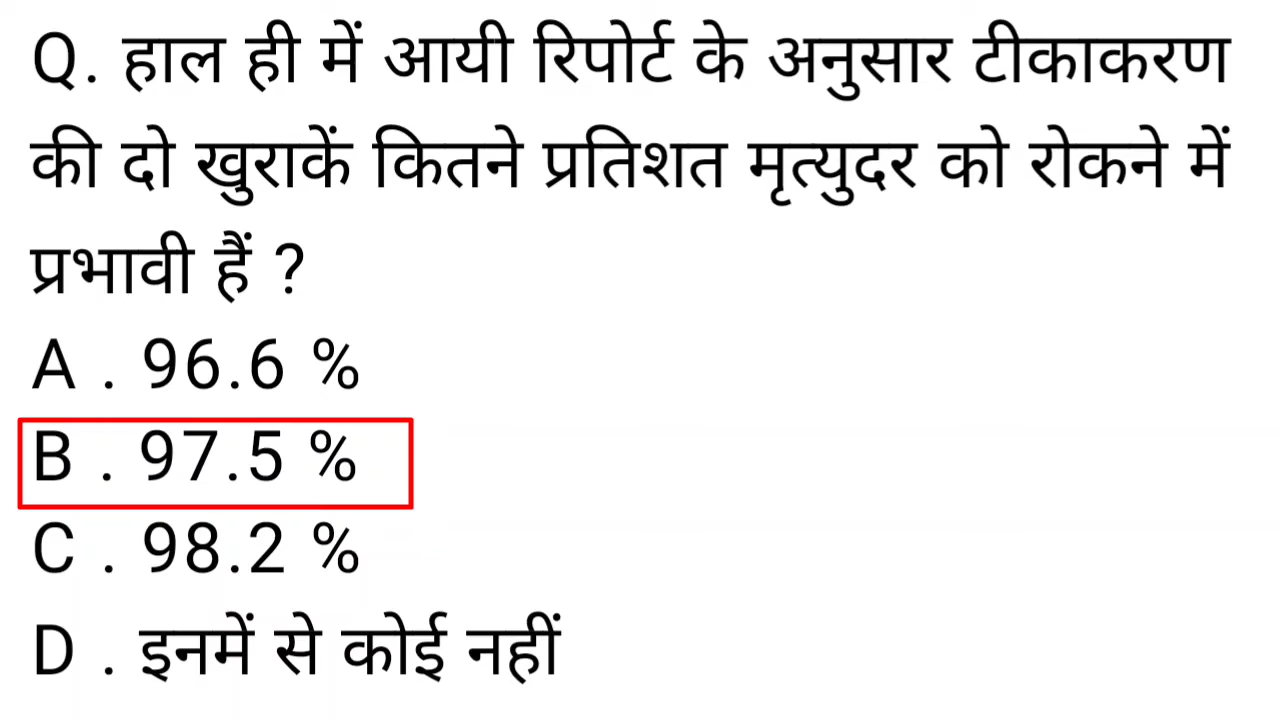 Q. हाल ही में आयी रिपोर्ट के अनुसार टीकाकरण
की दो खुराकें कितने प्रतिशत मृत्युदर को रोकने में
प्रभावी हैं ?
A . 96.6 %
B . 97.5 %
C . 98.2 %
D . इनमें से कोई नहीं